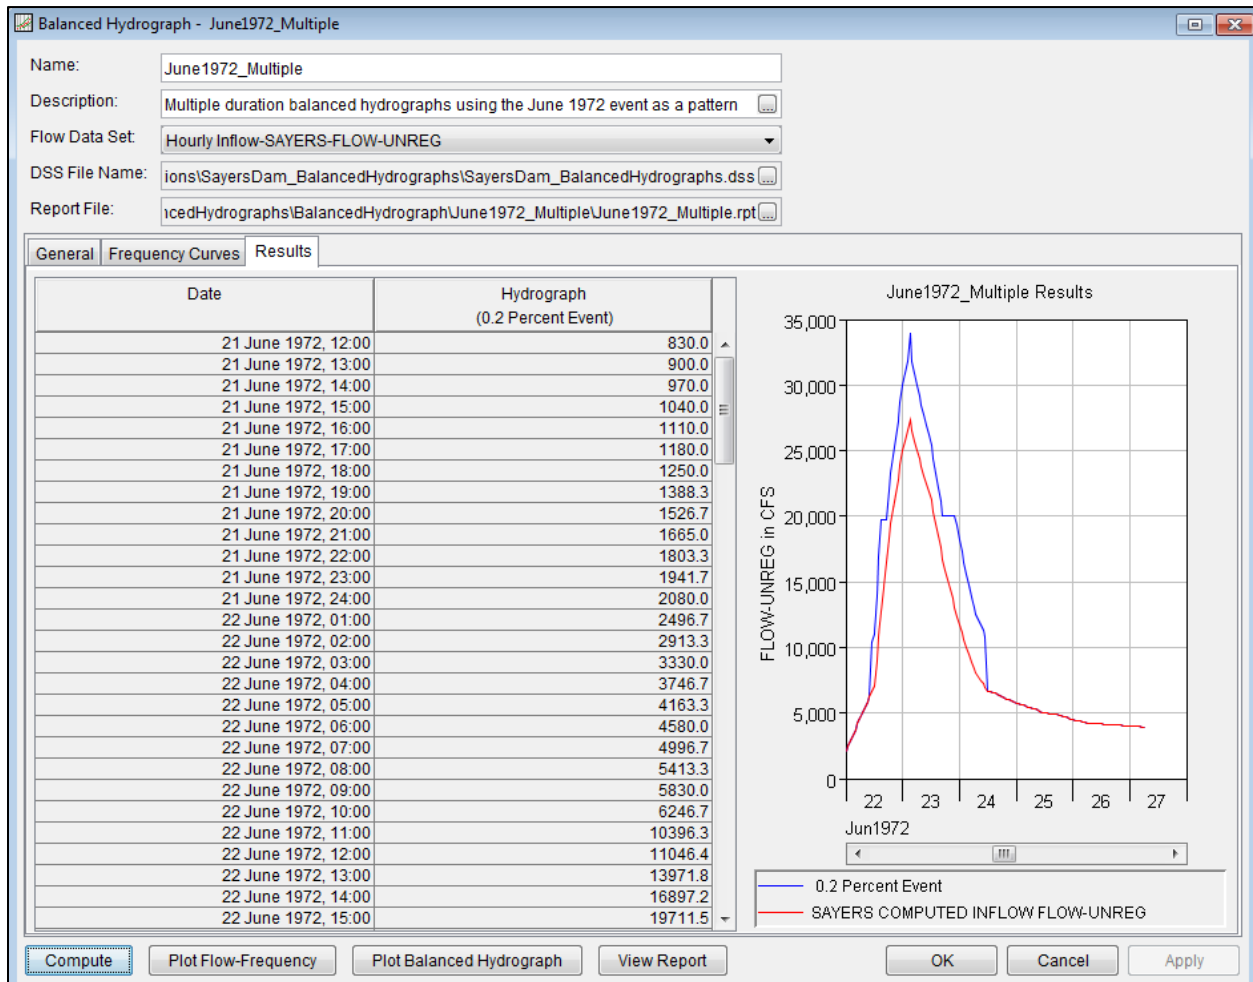 Balanced Hydrograph - June1972_Multiple
Name: June1972_Multiple
Description: Multiple duration balanced hydrographs using the June 1972 event as a pattern ...
Flow Data Set: Hourly Inflow-SAYERS-FLOW-UNREG
DSS File Name: ions\SayersDam_BalancedHydrographs\SayersDam_BalancedHydrographs.dss ...
Report File: ncedHydrographs\BalancedHydrograph\June1972_Multiple\June1972_Multiple.rpt ...
General Frequency Curves Results
Date Hydrograph
(0.2 Percent Event)
21 June 1972, 12:00 830.0
21 June 1972, 13:00 900.0
21 June 1972, 14:00 970.0
21 June 1972, 15:00 1040.0
21 June 1972, 16:00 1110.0
21 June 1972, 17:00 1180.0
21 June 1972, 18:00 1250.0
21 June 1972, 19:00 1388.3
21 June 1972, 20:00 1526.7
21 June 1972, 21:00 1665.0
21 June 1972, 22:00 1803.3
21 June 1972, 23:00 1941.7
21 June 1972, 24:00 2080.0
22 June 1972, 01:00 2496.7
22 June 1972, 02:00 2913.3
22 June 1972, 03:00 3330.0
22 June 1972, 04:00 3746.7
22 June 1972, 05:00 4163.3
22 June 1972, 06:00 4580.0
22 June 1972, 07:00 4996.7
22 June 1972, 08:00 5413.3
22 June 1972, 09:00 5830.0
22 June 1972, 10:00 6246.7
22 June 1972, 11:00 10396.3
22 June 1972, 12:00 11046.4
22 June 1972, 13:00 13971.8
22 June 1972, 14:00 16897.2
22 June 1972, 15:00 19711.5
June1972_Multiple Results
35,000
30,000
25,000
20,000
15,000
10,000
5,000
0
FLOW-UNREG in CFS
22 23 24 25 26 27
Jun1972
0.2 Percent Event
SAYERS COMPUTED INFLOW FLOW-UNREG
Compute Plot Flow-Frequency Plot Balanced Hydrograph View Report OK Cancel Apply